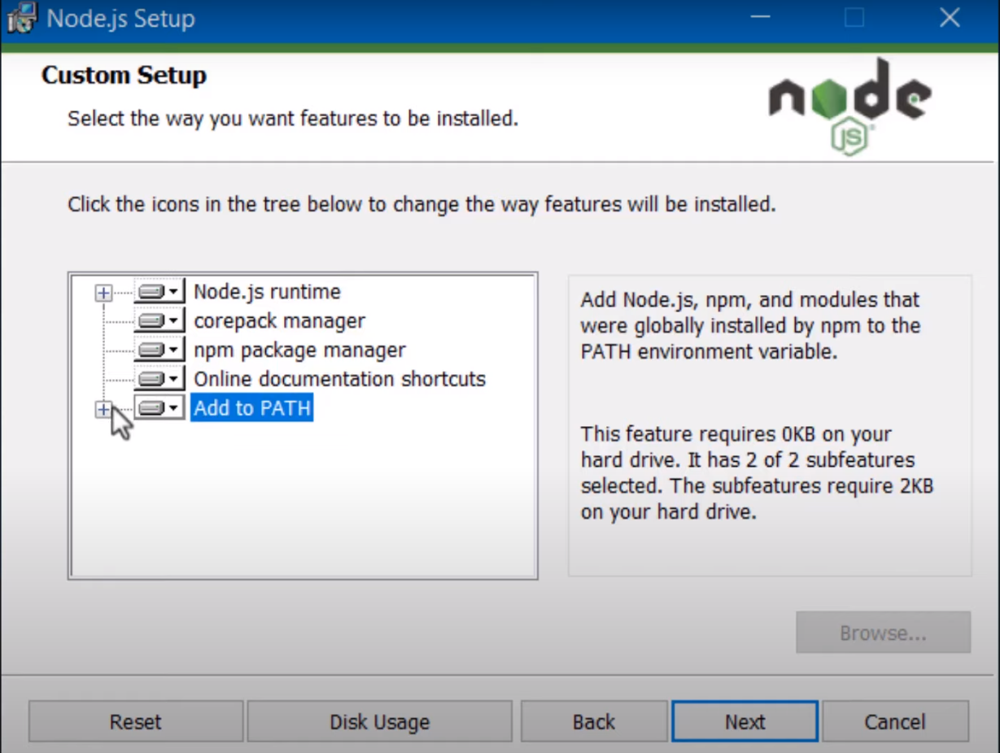 Node.js Setup
Custom Setup
Select the way you want features to be installed.
node
JS
Click the icons in the tree below to change the way features will be installed.
Node.js runtime
corepack manager
npm package manager
Online documentation shortcuts
Add to PATH
Add Node.js, npm, and modules that
were globally installed by npm to the
PATH environment variable.
This feature requires 0KB on your
hard drive. It has 2 of 2 subfeatures
selected. The subfeatures require 2KB
on your hard drive.
Browse...
Reset
Disk Usage
Back
Next
Cancel